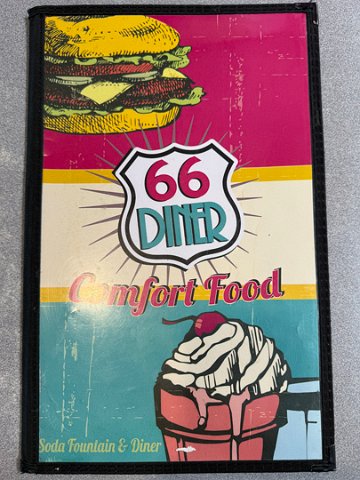 66
DINER
Comfort Food
Soda Fountain & Diner